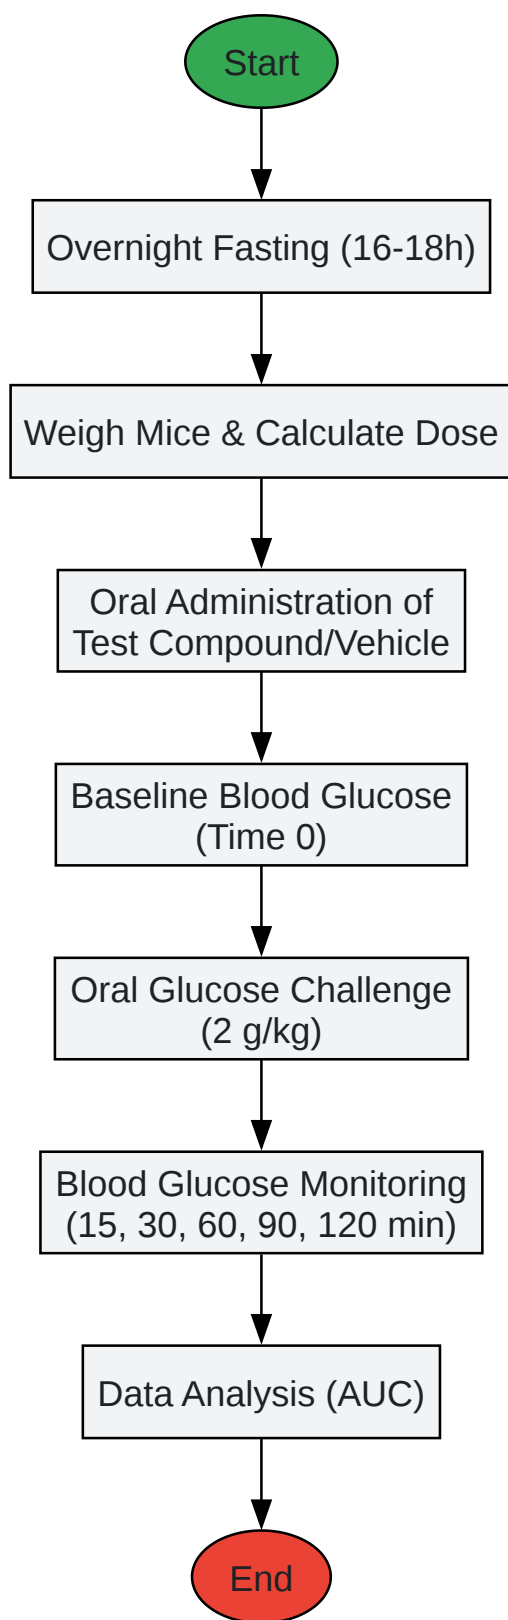 Start
Overnight Fasting (16-18h)
Weigh Mice & Calculate Dose
Oral Administration of
Test Compound/Vehicle
Baseline Blood Glucose
(Time 0)
Oral Glucose Challenge
(2 g/kg)
Blood Glucose Monitoring
(15, 30, 60, 90, 120 min)
Data Analysis (AUC)
End